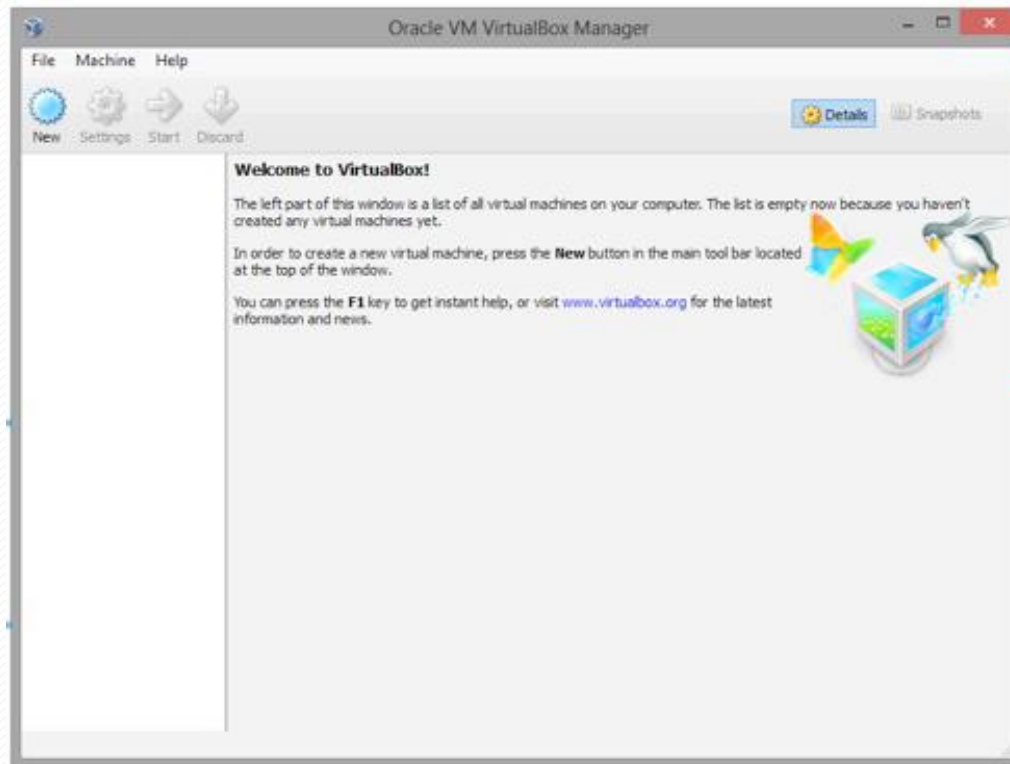 Oracle VM VirtualBox Manager
File Machine Help
New Settings Start Discard
Details Snapshots
Welcome to VirtualBox!
The left part of this window is a list of all virtual machines on your computer. The list is empty now because you haven't
created any virtual machines yet.
In order to create a new virtual machine, press the New button in the main tool bar located
at the top of the window.
You can press the F1 key to get instant help, or visit www.virtualbox.org for the latest
information and news.